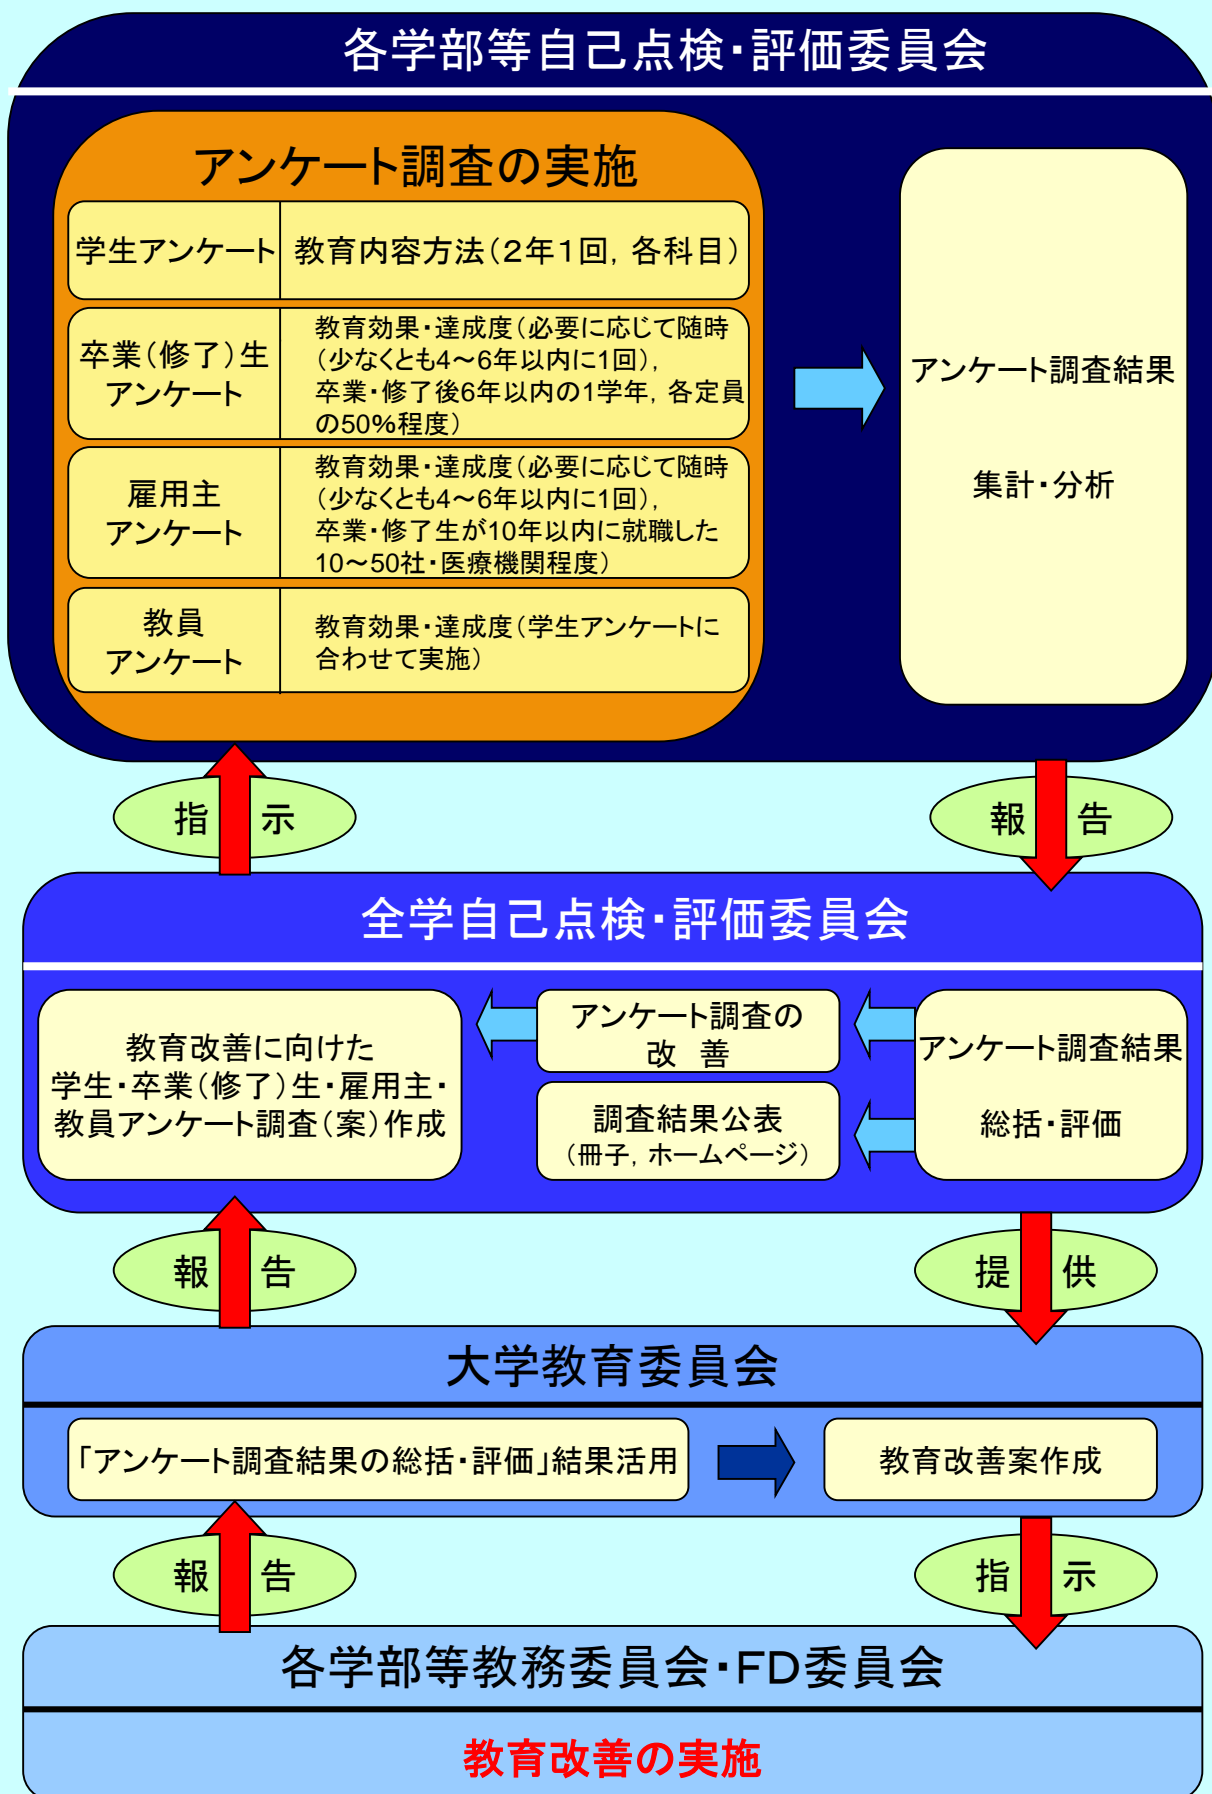 各学部等自己点検・評価委員会
アンケート調査の実施
学生アンケート
教育内容方法（２年１回，各科目）
卒業（修了）生
アンケート
教育効果・達成度（必要に応じて随時
（少なくとも4～6年以内に1回），
卒業・修了後6年以内の1学年，各定員
の50%程度）
雇用主
アンケート
教育効果・達成度（必要に応じて随時
（少なくとも4～6年以内に1回），
卒業・修了生が10年以内に就職した
10～50社・医療機関程度）
教員
アンケート
教育効果・達成度（学生アンケートに
合わせて実施）
アンケート調査結果
集計・分析
指 示
報 告
全学自己点検・評価委員会
教育改善に向けた
学生・卒業（修了）生・雇用主・
教員アンケート調査（案）作成
アンケート調査の
改 善
調査結果公表
（冊子，ホームページ）
アンケート調査結果
総括・評価
報 告
提 供
大学教育委員会
「アンケート調査結果の総括・評価」結果活用
教育改善案作成
報 告
指 示
各学部等教務委員会・ＦＤ委員会
教育改善の実施